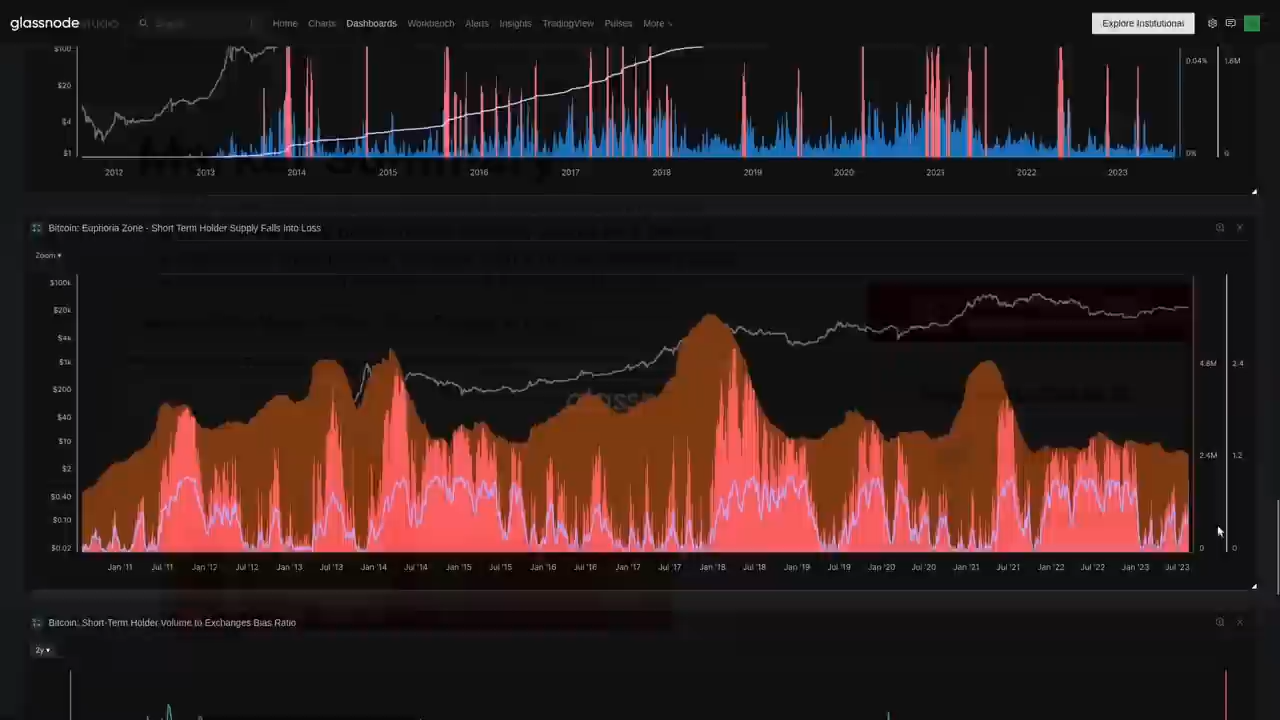 glassnode studio Search Home Charts Dashboards Workbench Alerts Insights TradingView Pulses More Explore Institutional
$100 0.04% 1.6M
$20
$4
$1 0%
2012 2013 2014 2015 2016 2017 2018 2019 2020 2021 2022 2023
Bitcoin: Euphoria Zone - Short Term Holder Supply Falls Into Loss
Zoom
$100k
$20k
$4k
$1k 4.8M 2.4
$200
$40
$10 2.4M 1.2
$2
$0.40
$0.10
$0.02 0 0
Jan '11 Jul '11 Jan '12 Jul '12 Jan '13 Jul '13 Jan '14 Jul '14 Jan '15 Jul '15 Jan '16 Jul '16 Jan '17 Jul '17 Jan '18 Jul '18 Jan '19 Jul '19 Jan '20 Jul '20 Jan '21 Jul '21 Jan '22 Jul '22 Jan '23 Jul '23
Bitcoin: Short-Term Holder Volume to Exchanges Bias Ratio
2y